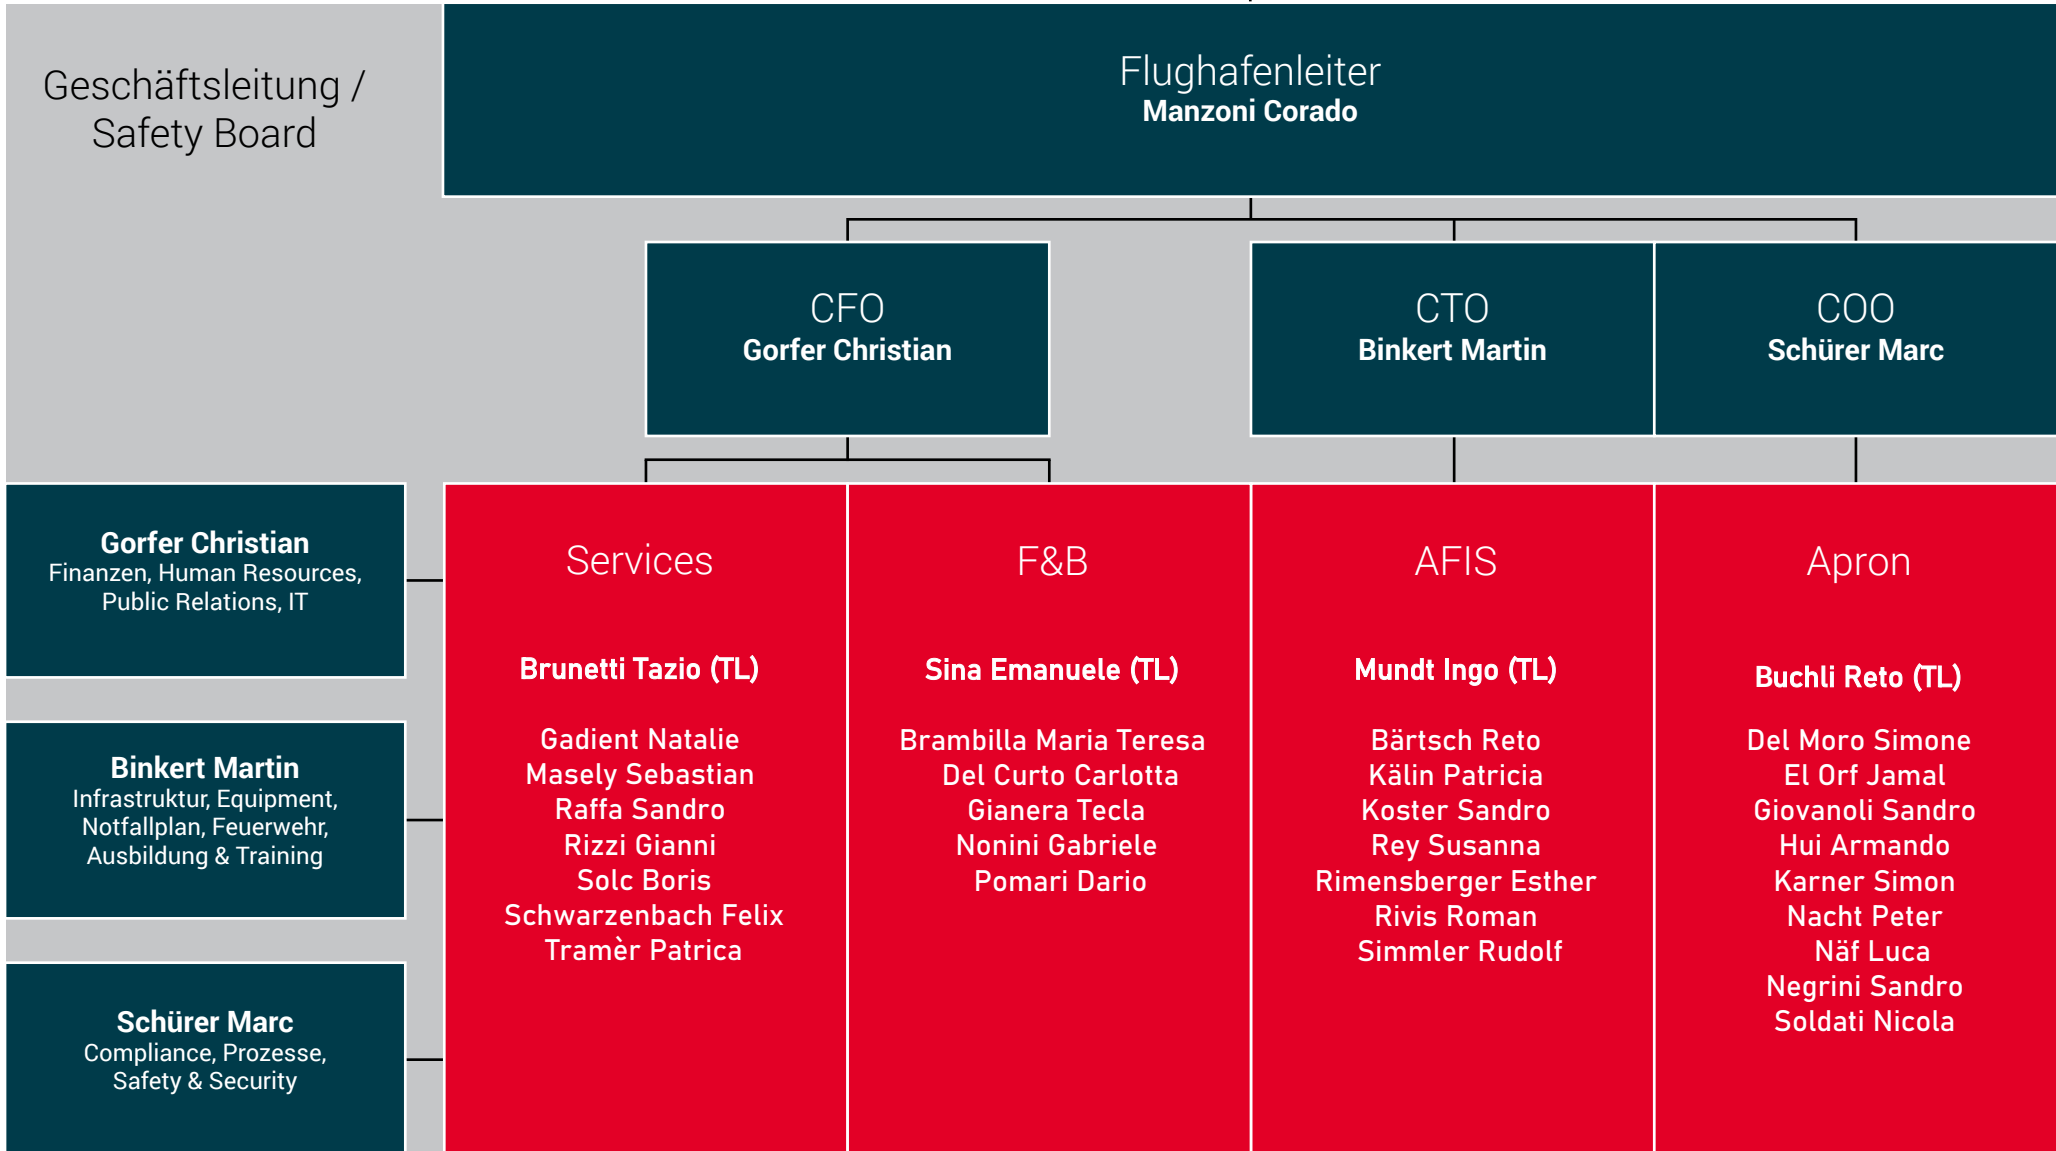 Geschäftsleitung /
Safety Board
Flughafenleiter
Manzoni Corado
CFO
Gorfer Christian
CTO
Binkert Martin
COO
Schürer Marc
Gorfer Christian
Finanzen, Human Resources,
Public Relations, IT
Binkert Martin
Infrastruktur, Equipment,
Notfallplan, Feuerwehr,
Ausbildung & Training
Schürer Marc
Compliance, Prozesse,
Safety & Security
Services
Brunetti Tazio (TL)
Gadient Natalie
Masely Sebastian
Raffa Sandro
Rizzi Gianni
Solc Boris
Schwarzenbach Felix
Tramèr Patrica
F&B
Sina Emanuele (TL)
Brambilla Maria Teresa
Del Curto Carlotta
Gianera Tecla
Nonini Gabriele
Pomari Dario
AFIS
Mundt Ingo (TL)
Bärtsch Reto
Kälin Patricia
Koster Sandro
Rey Susanna
Rimensberger Esther
Rivis Roman
Simmler Rudolf
Apron
Buchli Reto (TL)
Del Moro Simone
El Orf Jamal
Giovanoli Sandro
Hui Armando
Karner Simon
Nacht Peter
Näf Luca
Negrini Sandro
Soldati Nicola